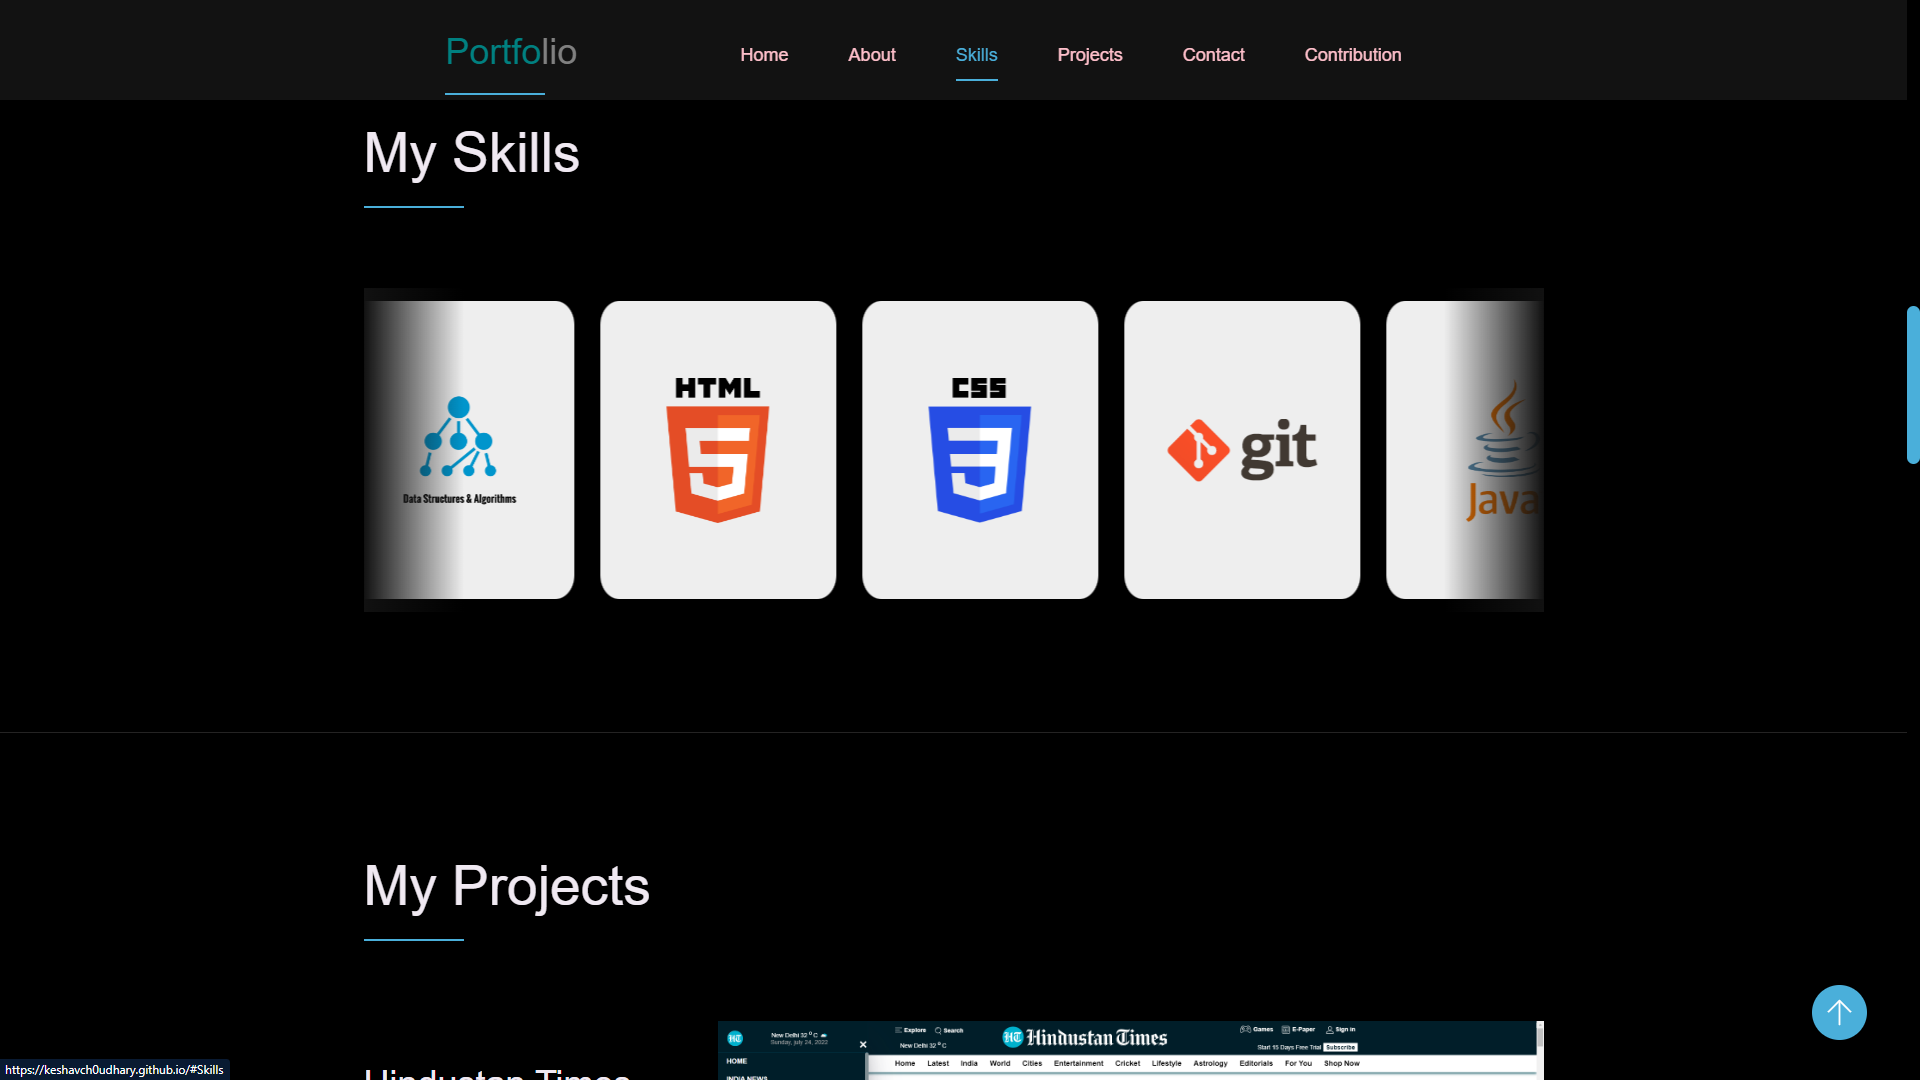 Portfolio
Home About Skills Projects Contact Contribution
My Skills
Data Structures & Algorithms
HTML
5
CSS
3
git
Java
My Projects
Hindustan Times
New Delhi 32 ° C
Sunday, july 24, 2022
HOME
INDIA NEWS
Explore Search
New Delhi 32 ° C
HT Hindustan Times
Games E-Paper Sign in
Start 15 Days Free Trial Subscribe
Home Latest India World Cities Entertainment Cricket Lifestyle Astrology Editorials For You Shop Now
https://keshavch0udhary.github.io/#Skills